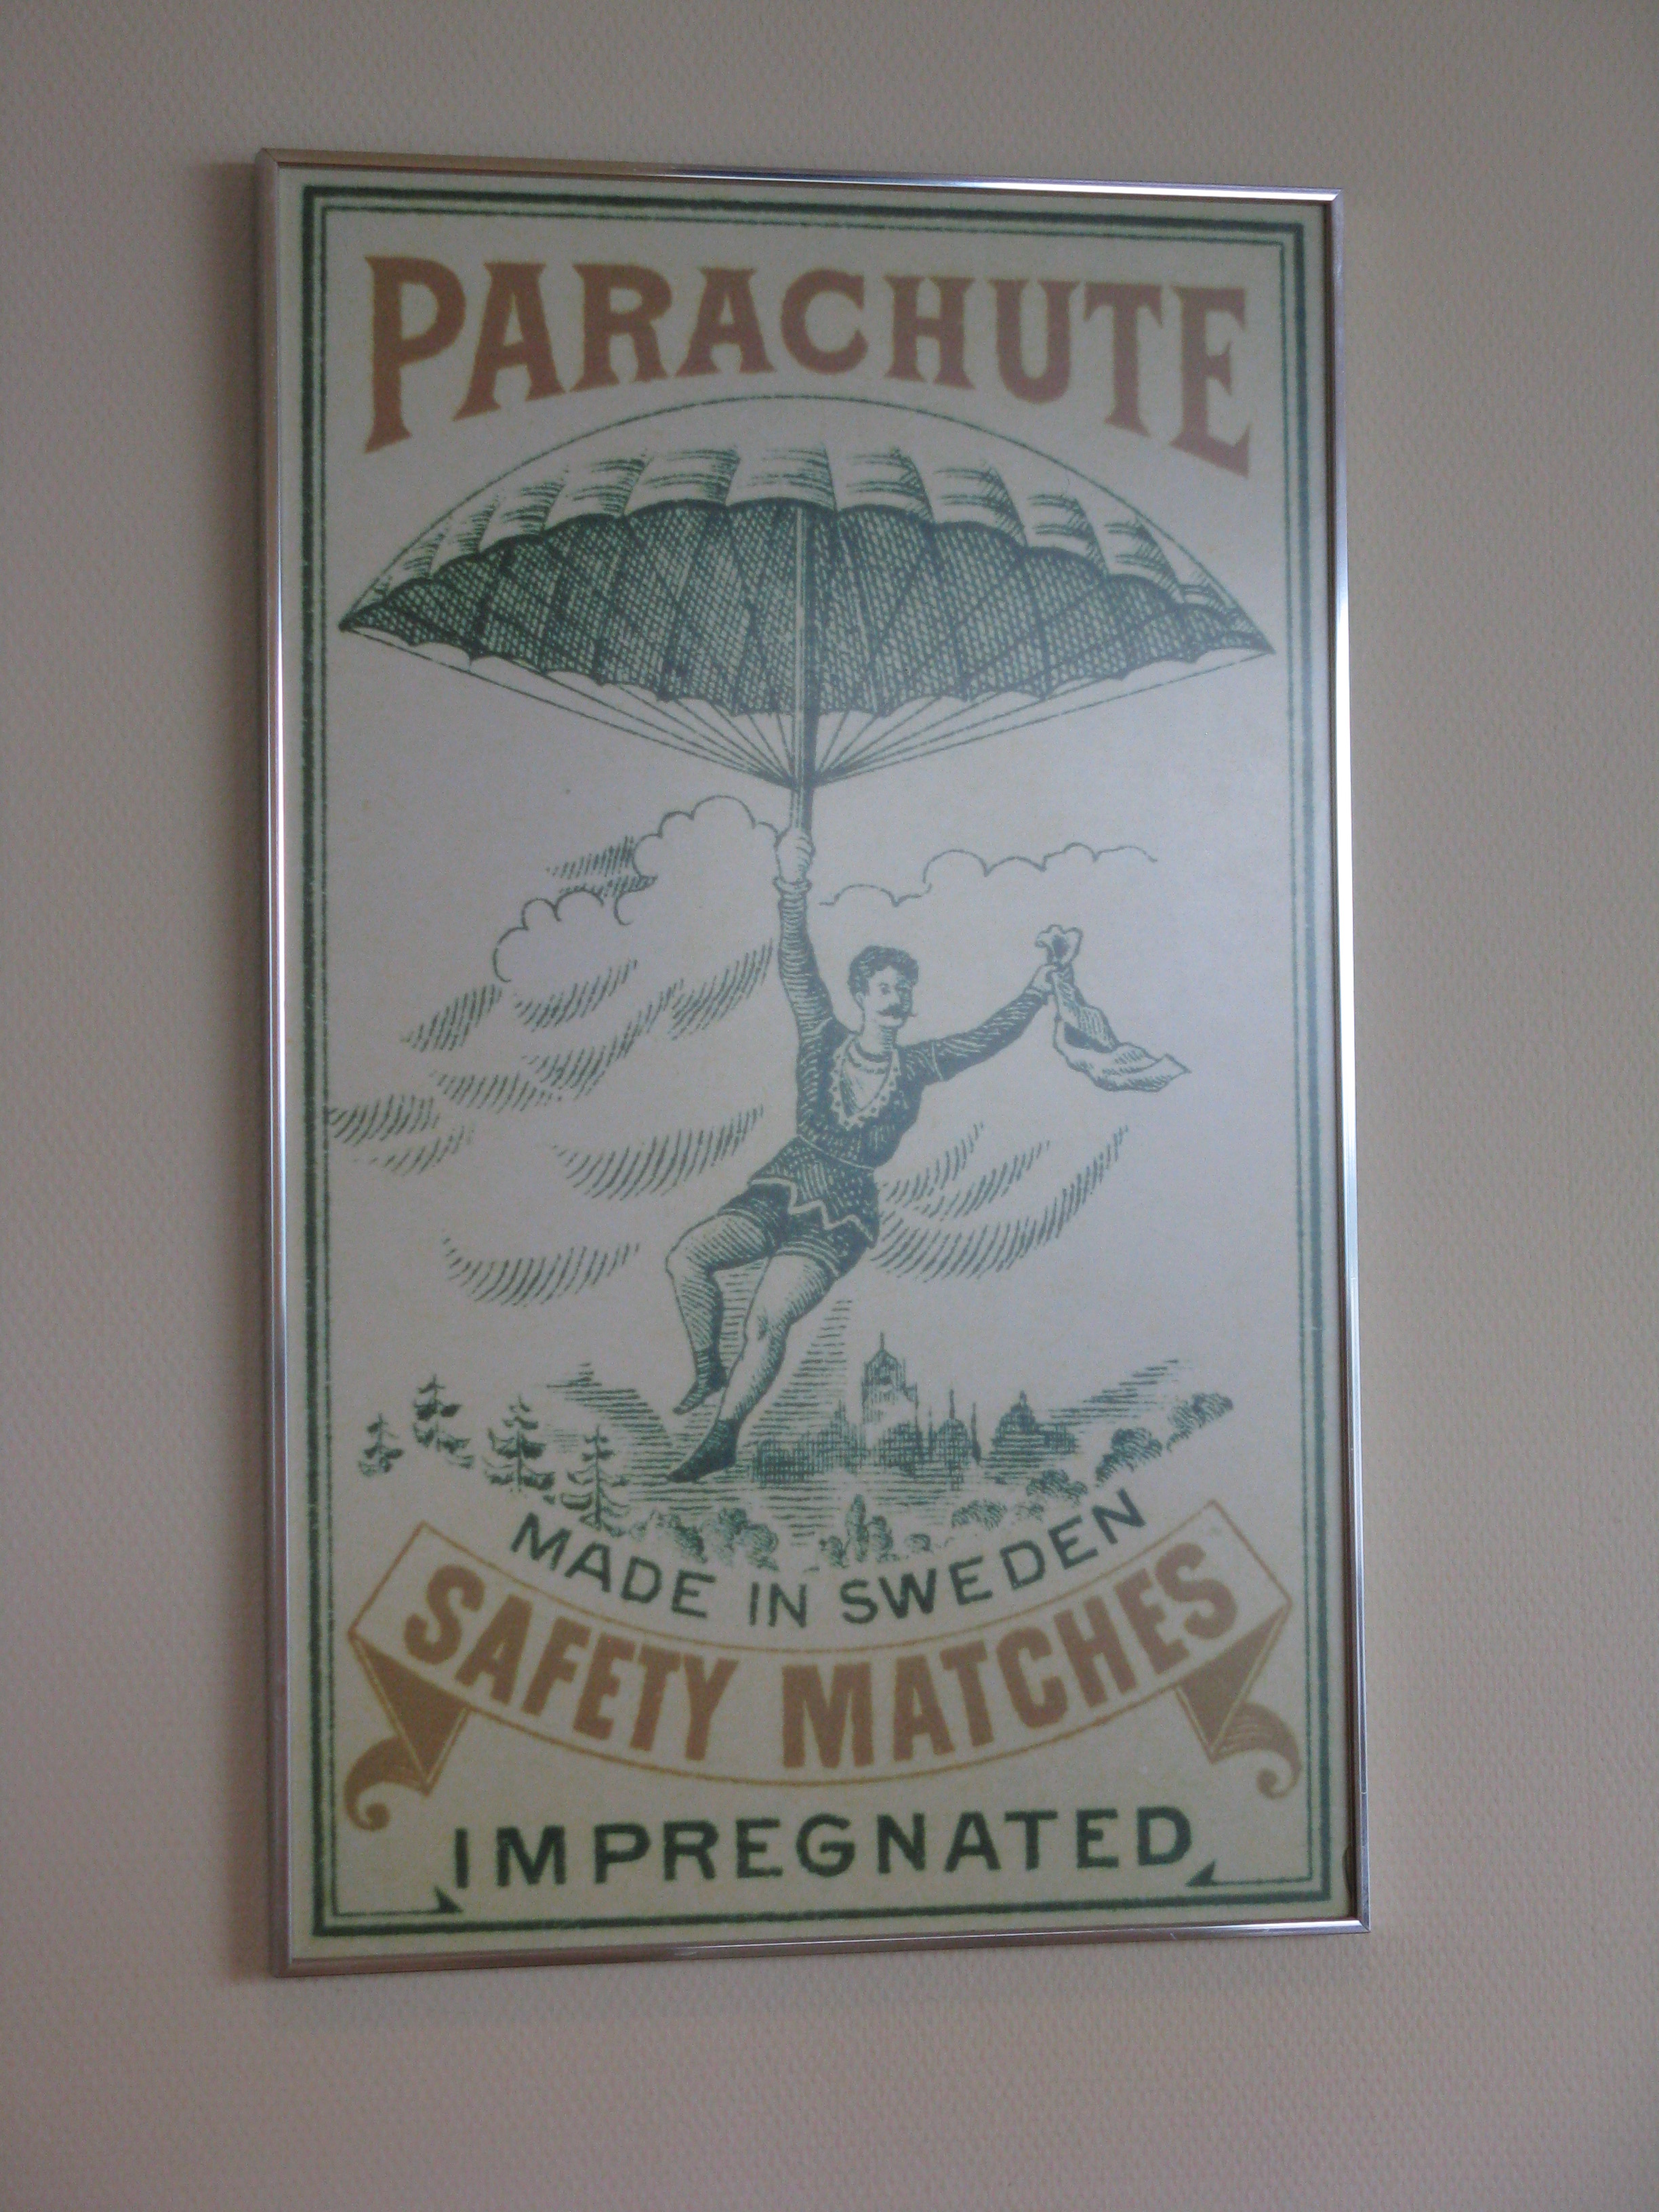 PARACHUTE
MADE IN SWEDEN
SAFETY MATCHES
IMPREGNATED